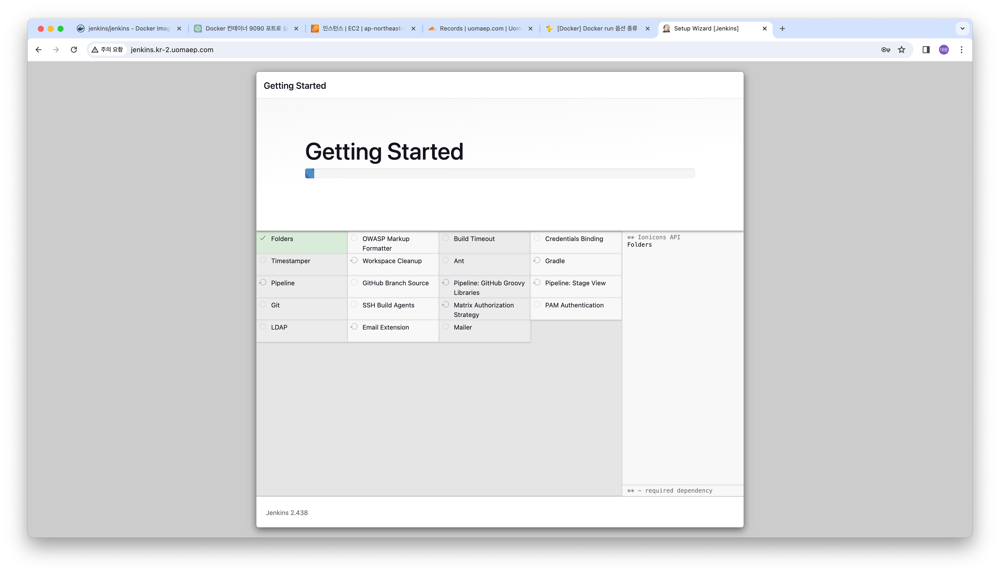 jenkins/jenkins - Docker Imag
Docker 컨테이너 9090 포트로 실
인스턴스 | EC2 | ap-northeast-2
Records | uomaep.com | Uom
[Docker] Docker run 옵션 종류
Setup Wizard [Jenkins]
주의 요함
jenkins.kr-2.uomaep.com
대원
Getting Started
Getting Started
Folders
OWASP Markup
Formatter
Build Timeout
Credentials Binding
** Ionicons API
Folders
Timestamper
Workspace Cleanup
Ant
Gradle
Pipeline
GitHub Branch Source
Pipeline: GitHub Groovy
Libraries
Pipeline: Stage View
Git
SSH Build Agents
Matrix Authorization
Strategy
PAM Authentication
LDAP
Email Extension
Mailer
** - required dependency
Jenkins 2.438